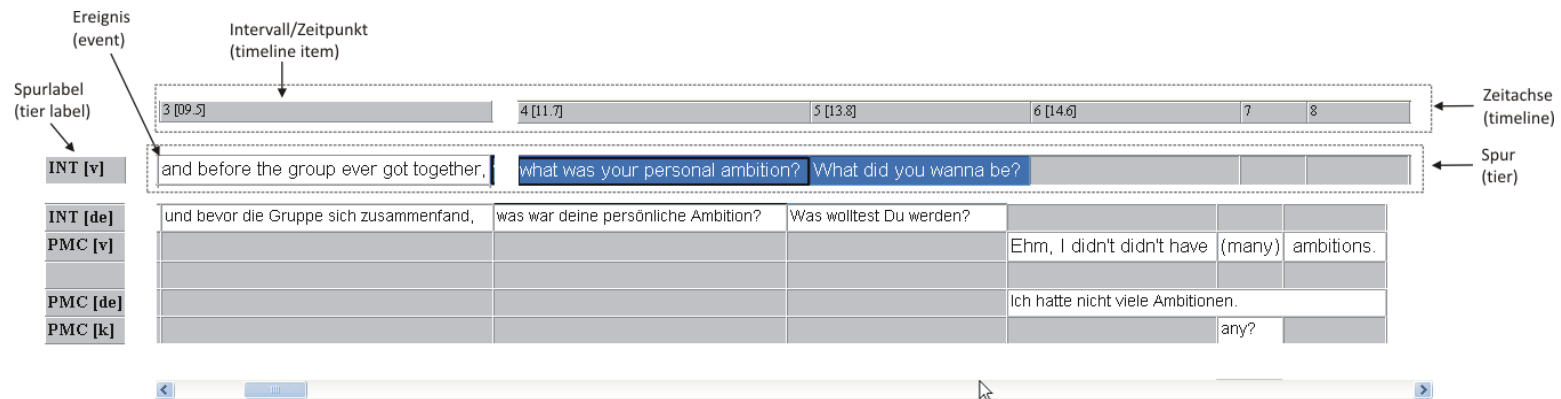 Ereignis
(event)
Intervall/Zeitpunkt
(timeline item)
Spurlabel
(tier label)
Zeitachse
(timeline)
3 [09.5] 4 [11.7] 5 [13.8] 6 [14.6] 7 8
Spur
(tier)
INT [v] and before the group ever got together, what was your personal ambition? What did you wanna be?
INT [de] und bevor die Gruppe sich zusammenfand, was war deine persönliche Ambition? Was wolltest Du werden?
PMC [v] Ehm, I didn't didn't have (many) ambitions.
PMC [de] Ich hatte nicht viele Ambitionen.
PMC [k] any?